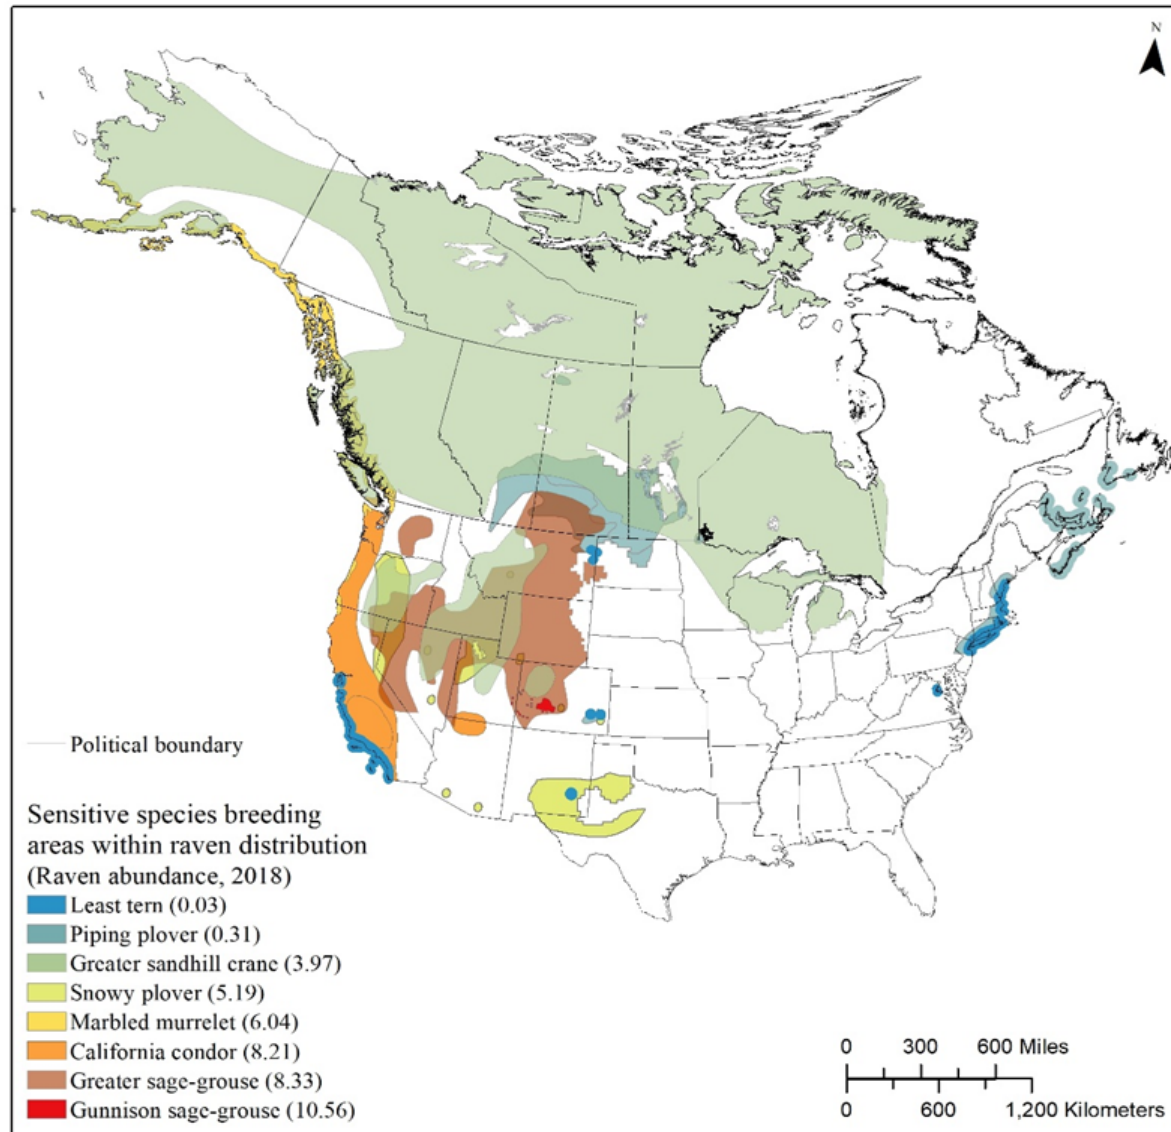 N
Political boundary
Sensitive species breeding
areas within raven distribution
(Raven abundance, 2018)
Least tern (0.03)
Piping plover (0.31)
Greater sandhill crane (3.97)
Snowy plover (5.19)
Marbled murrelet (6.04)
California condor (8.21)
Greater sage-grouse (8.33)
Gunnison sage-grouse (10.56)
0 300 600 Miles
0 600 1,200 Kilometers